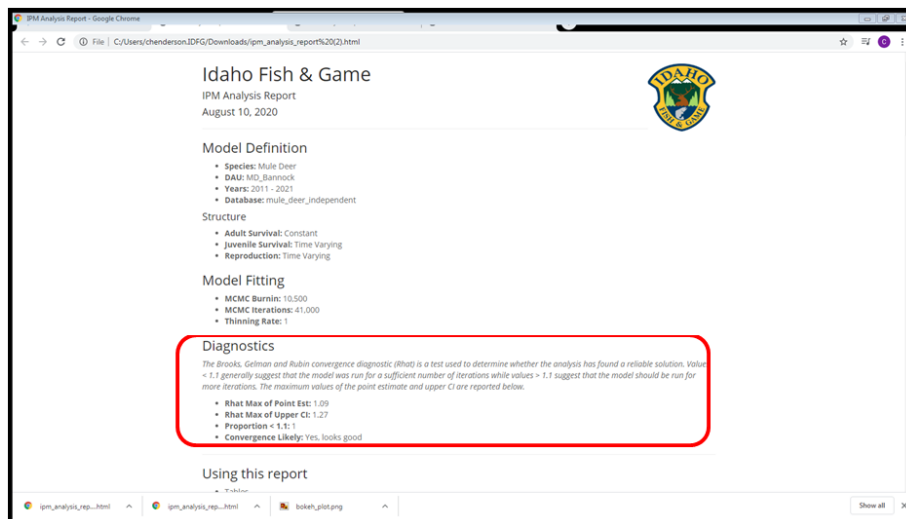 IPM Analysis Report - Google Chrome
File | C:/Users/chenderson.IDFG/Downloads/ipm_analysis_report%20(2).html
C
Idaho Fish & Game
IPM Analysis Report
August 10, 2020
IDAHO
FISH & GAME
Model Definition
• Species: Mule Deer
• DAU: MD_Bannock
• Years: 2011 - 2021
• Database: mule_deer_independent
Structure
• Adult Survival: Constant
• Juvenile Survival: Time Varying
• Reproduction: Time Varying
Model Fitting
• MCMC Burnin: 10,500
• MCMC Iterations: 41,000
• Thinning Rate: 1
Diagnostics
The Brooks, Gelman and Rubin convergence diagnostic (Rhat) is a test used to determine whether the analysis has found a reliable solution. Value
< 1.1 generally suggest that the model was run for a sufficient number of iterations while values > 1.1 suggest that the model should be run for
more iterations. The maximum values of the point estimate and upper CI are reported below.
• Rhat Max of Point Est: 1.09
• Rhat Max of Upper CI: 1.27
• Proportion < 1.1: 1
• Convergence Likely: Yes, looks good
Using this report
• Tables
ipm_analysis_rep....html
ipm_analysis_rep....html
bokeh_plot.png
Show all